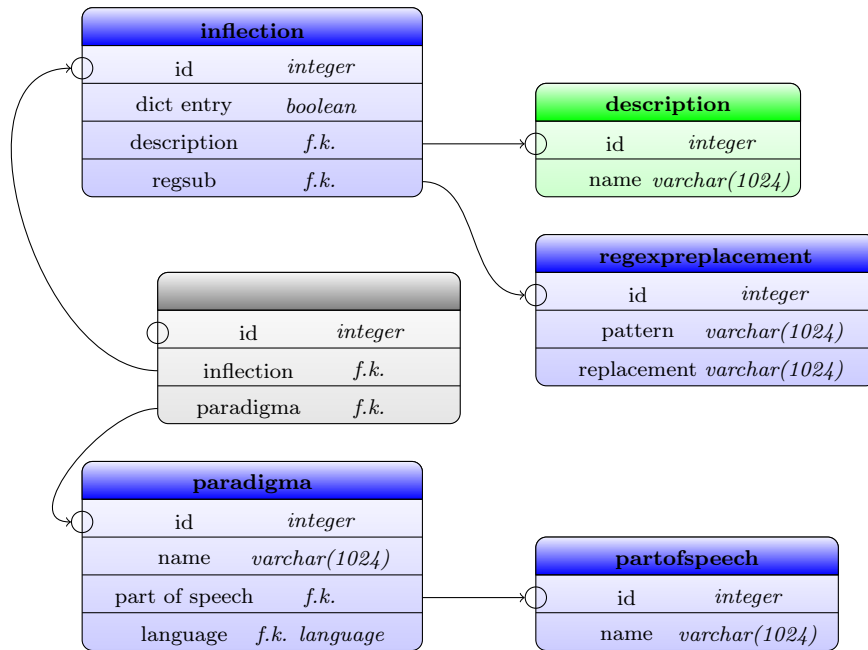 inflection
id integer
dict entry boolean
description f.k.
regsub f.k.
description
id integer
name varchar(1024)
regexpreplacement
id integer
pattern varchar(1024)
replacement varchar(1024)
id integer
inflection f.k.
paradigma f.k.
paradigma
id integer
name varchar(1024)
part of speech f.k.
language f.k. language
partofspeech
id integer
name varchar(1024)